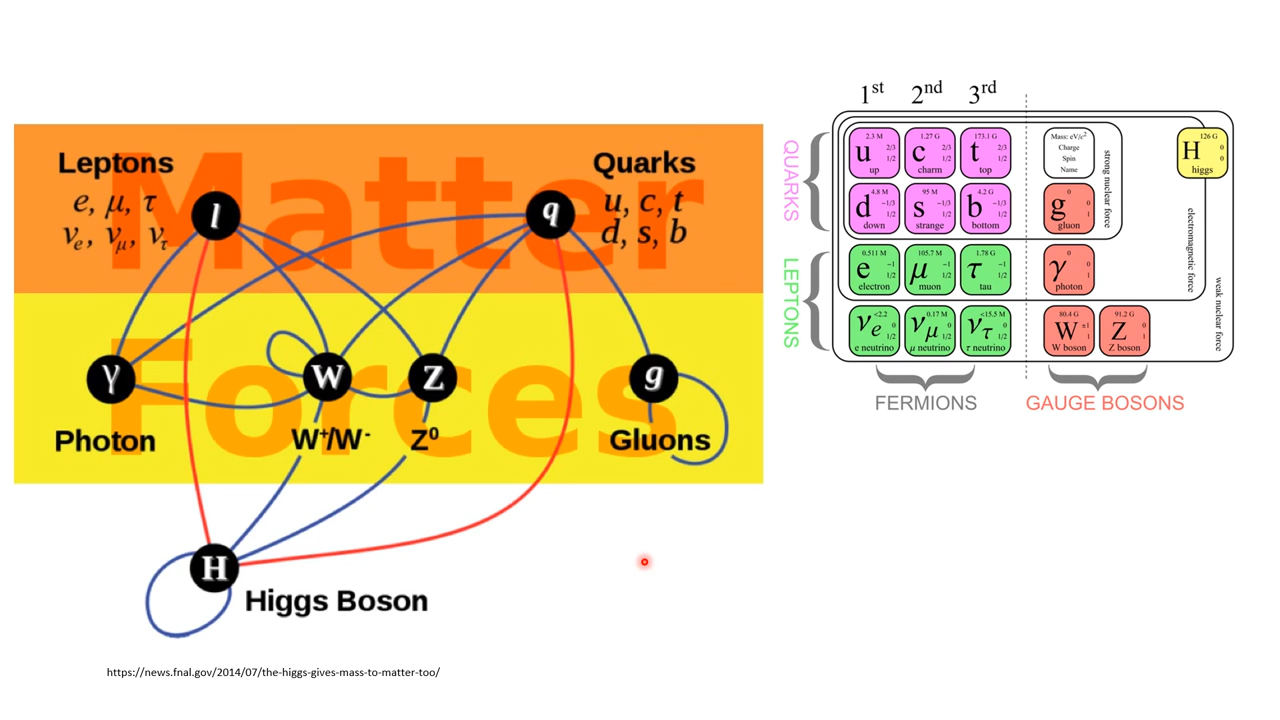 Matter
Forces
Leptons
e, μ, τ
νe, νμ, ντ
l
Quarks
u, c, t
d, s, b
q
γ
W
Z
g
Photon
W+/W-
Z0
Gluons
H
Higgs Boson
https://news.fnal.gov/2014/07/the-higgs-gives-mass-to-matter-too/
1st 2nd 3rd
QUARKS
2.3 M
u 2/3
1/2
up
1.27 G
c 2/3
1/2
charm
173.1 G
t 2/3
1/2
top
Mass: eV/c2
Charge
Spin
Name
126 G
H 0
0
higgs
4.8 M
d -1/3
1/2
down
95 M
s -1/3
1/2
strange
4.2 G
b -1/3
1/2
bottom
0
g 0
1
gluon
strong nuclear force
electromagnetic force
weak nuclear force
LEPTONS
0.511 M
e -1
1/2
electron
105.7 M
μ -1
1/2
muon
1.78 G
τ -1
1/2
tau
0
γ 0
1
photon
<2.2
νe 0
1/2
e neutrino
<0.17 M
νμ 0
1/2
μ neutrino
<15.5 M
ντ 0
1/2
τ neutrino
80.4 G
W ±1
1
W boson
91.2 G
Z 0
1
Z boson
FERMIONS
GAUGE BOSONS